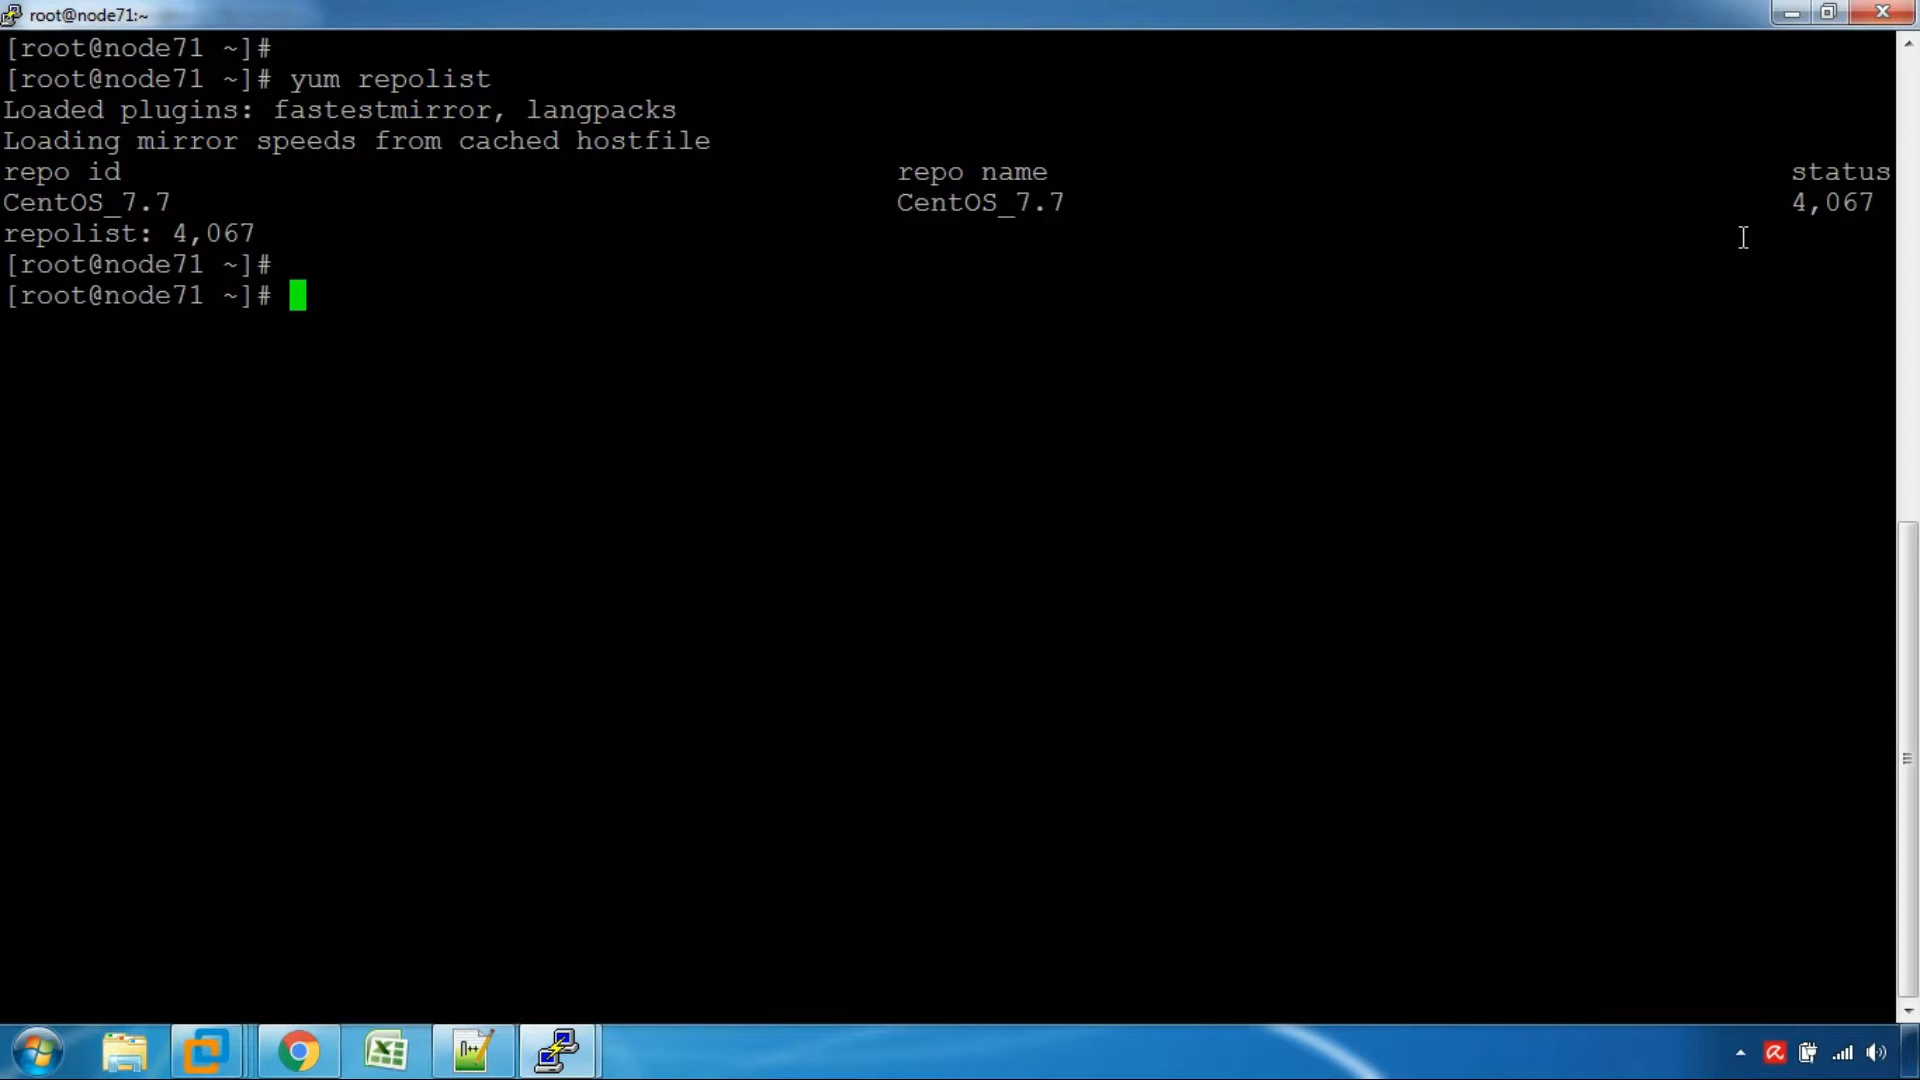 root@node71:~
[root@node71 ~]#
[root@node71 ~]# yum repolist
Loaded plugins: fastestmirror, langpacks
Loading mirror speeds from cached hostfile
repo id repo name status
CentOS_7.7 CentOS_7.7 4,067
repolist: 4,067
[root@node71 ~]#
[root@node71 ~]#